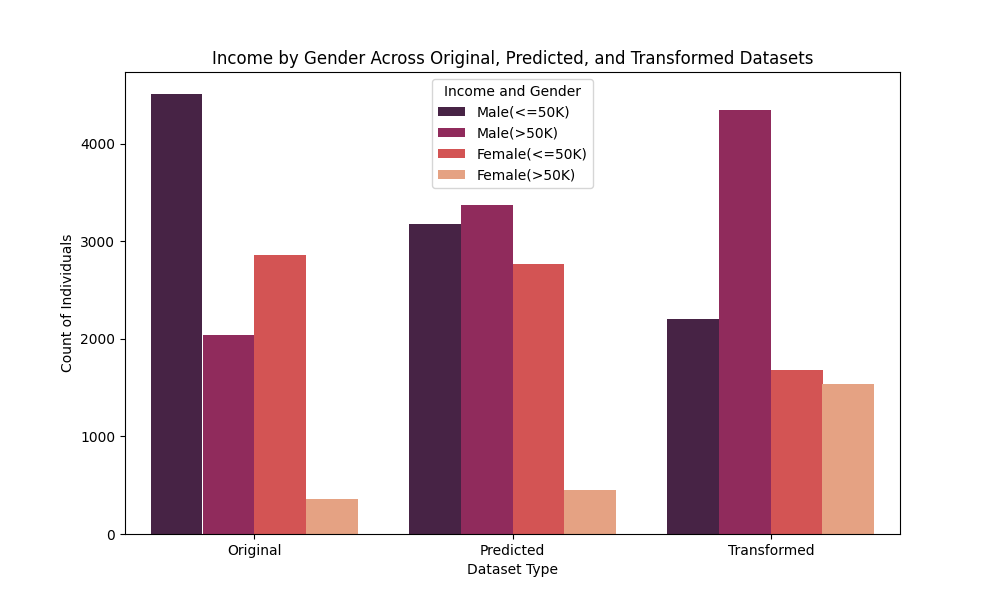 Income by Gender Across Original, Predicted, and Transformed Datasets
Income and Gender
Male(<=50K)
Male(>50K)
Female(<=50K)
Female(>50K)
Count of Individuals
4000
3000
2000
1000
0
Original
Predicted
Transformed
Dataset Type